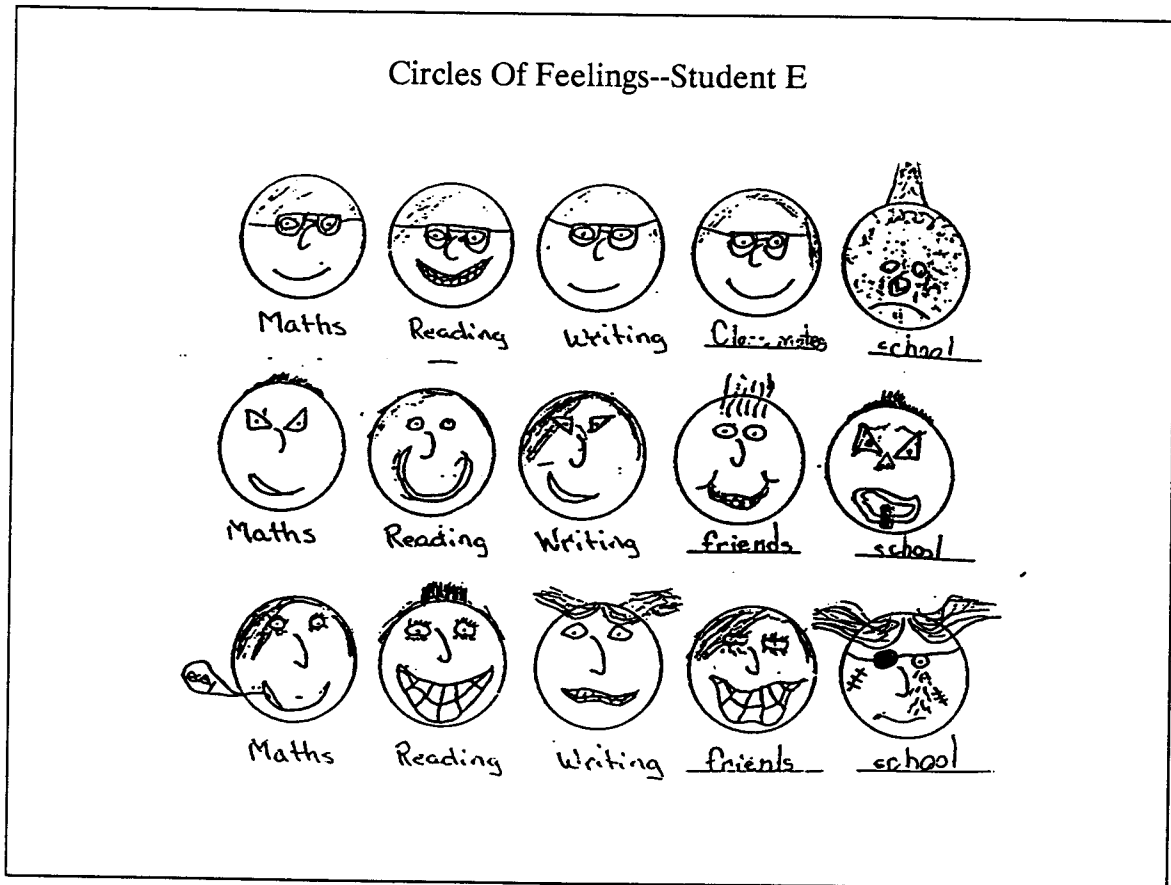 Circles Of Feelings--Student E
Maths Reading Writing school
Maths Reading Writing friends school
Maths Reading Writing friends school